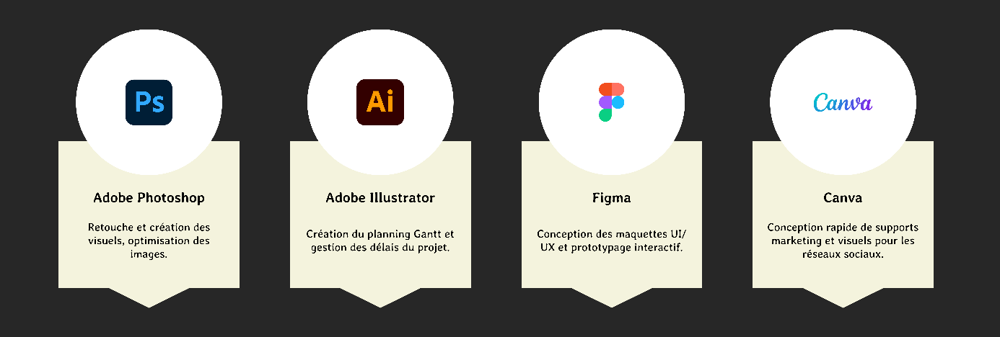 Ps
Ai
Canva
Adobe Photoshop
Retouche et création des
visuels, optimisation des
images.
Adobe Illustrator
Création du planning Gantt et
gestion des délais du projet.
Figma
Conception des maquettes UI/
UX et prototypage interactif.
Canva
Conception rapide de supports
marketing et visuels pour les
réseaux sociaux.